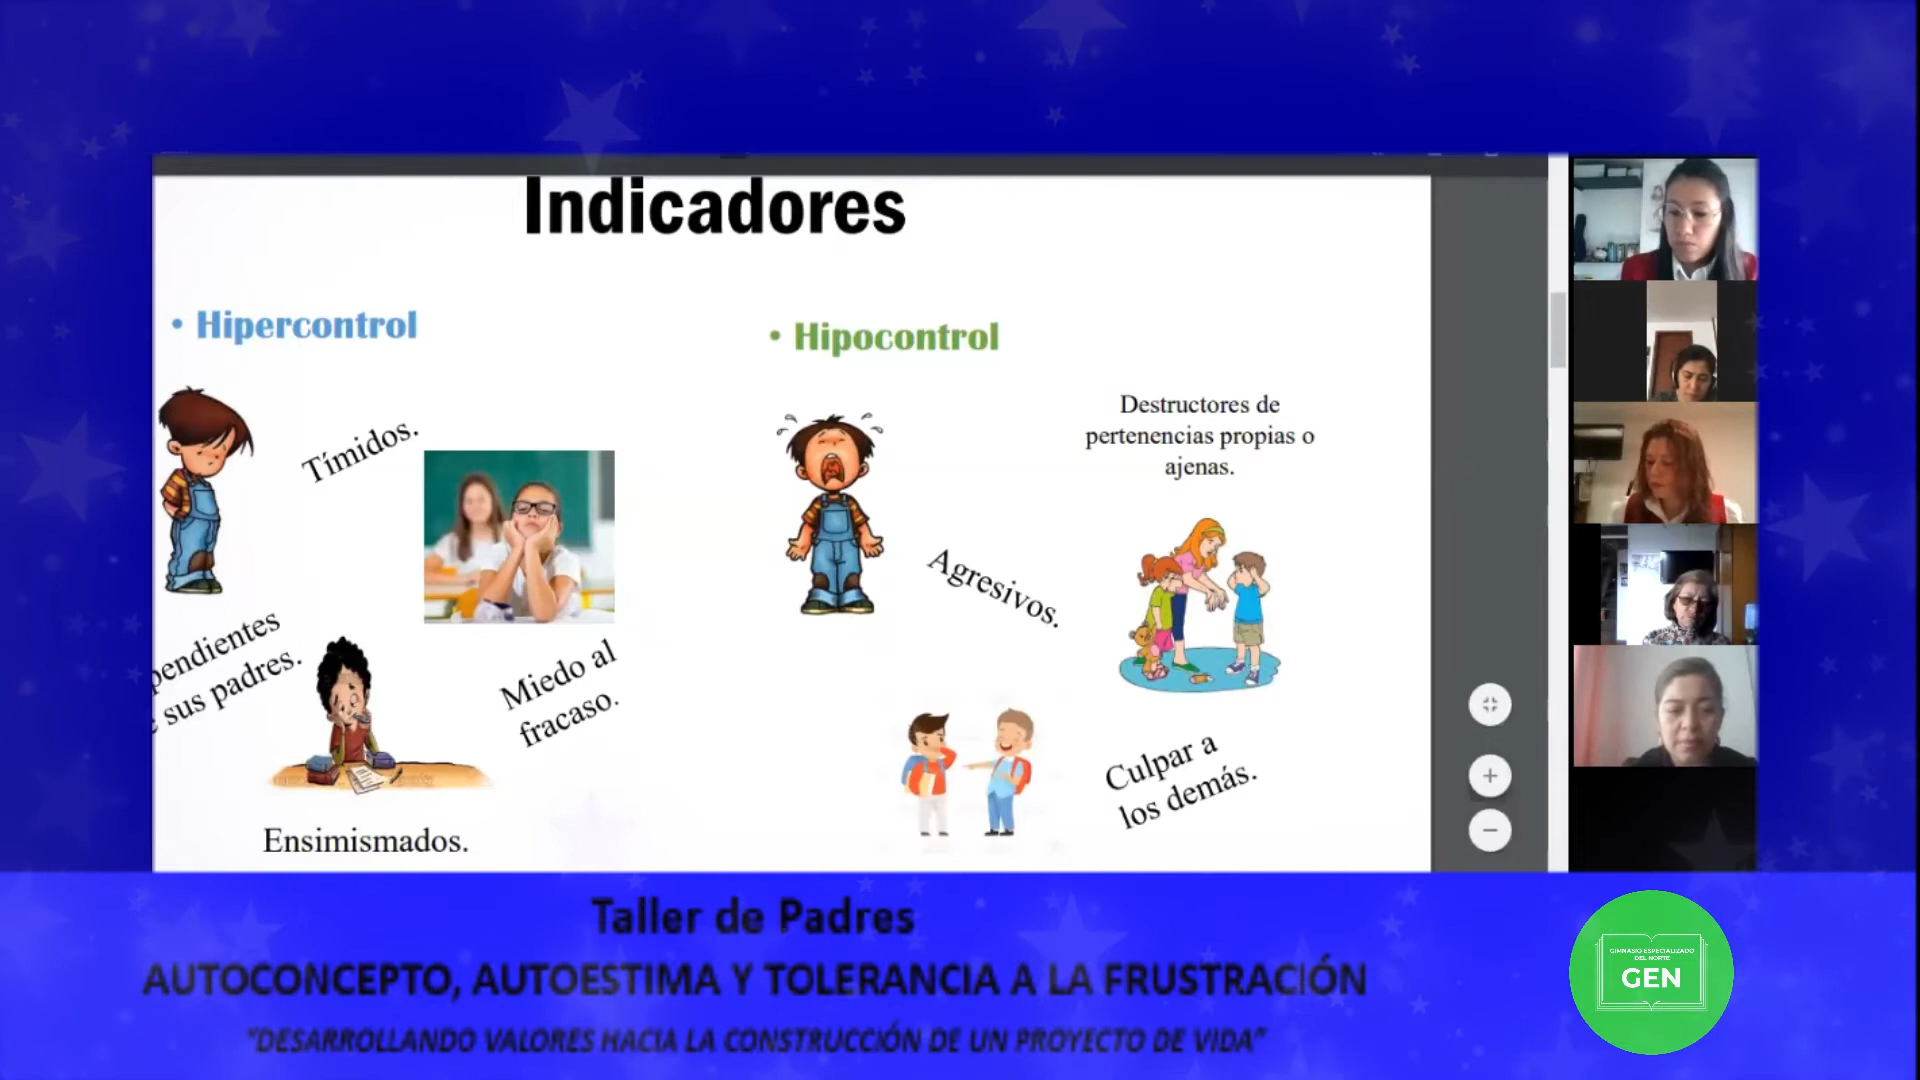 Indicadores
• Hipercontrol
• Hipocontrol
Tímidos.
Destructores de
pertenencias propias o
ajenas.
Agresivos.
pendientes
sus padres.
Miedo al
fracaso.
Culpar a
los demás.
Ensimismados.
Taller de Padres
AUTOCONCEPTO, AUTOESTIMA Y TOLERANCIA A LA FRUSTRACIÓN
"DESARROLLANDO VALORES HACIA LA CONSTRUCCIÓN DE UN PROYECTO DE VIDA"
GIMNASIO ESPECIALIZADO
DEL NORTE
GEN